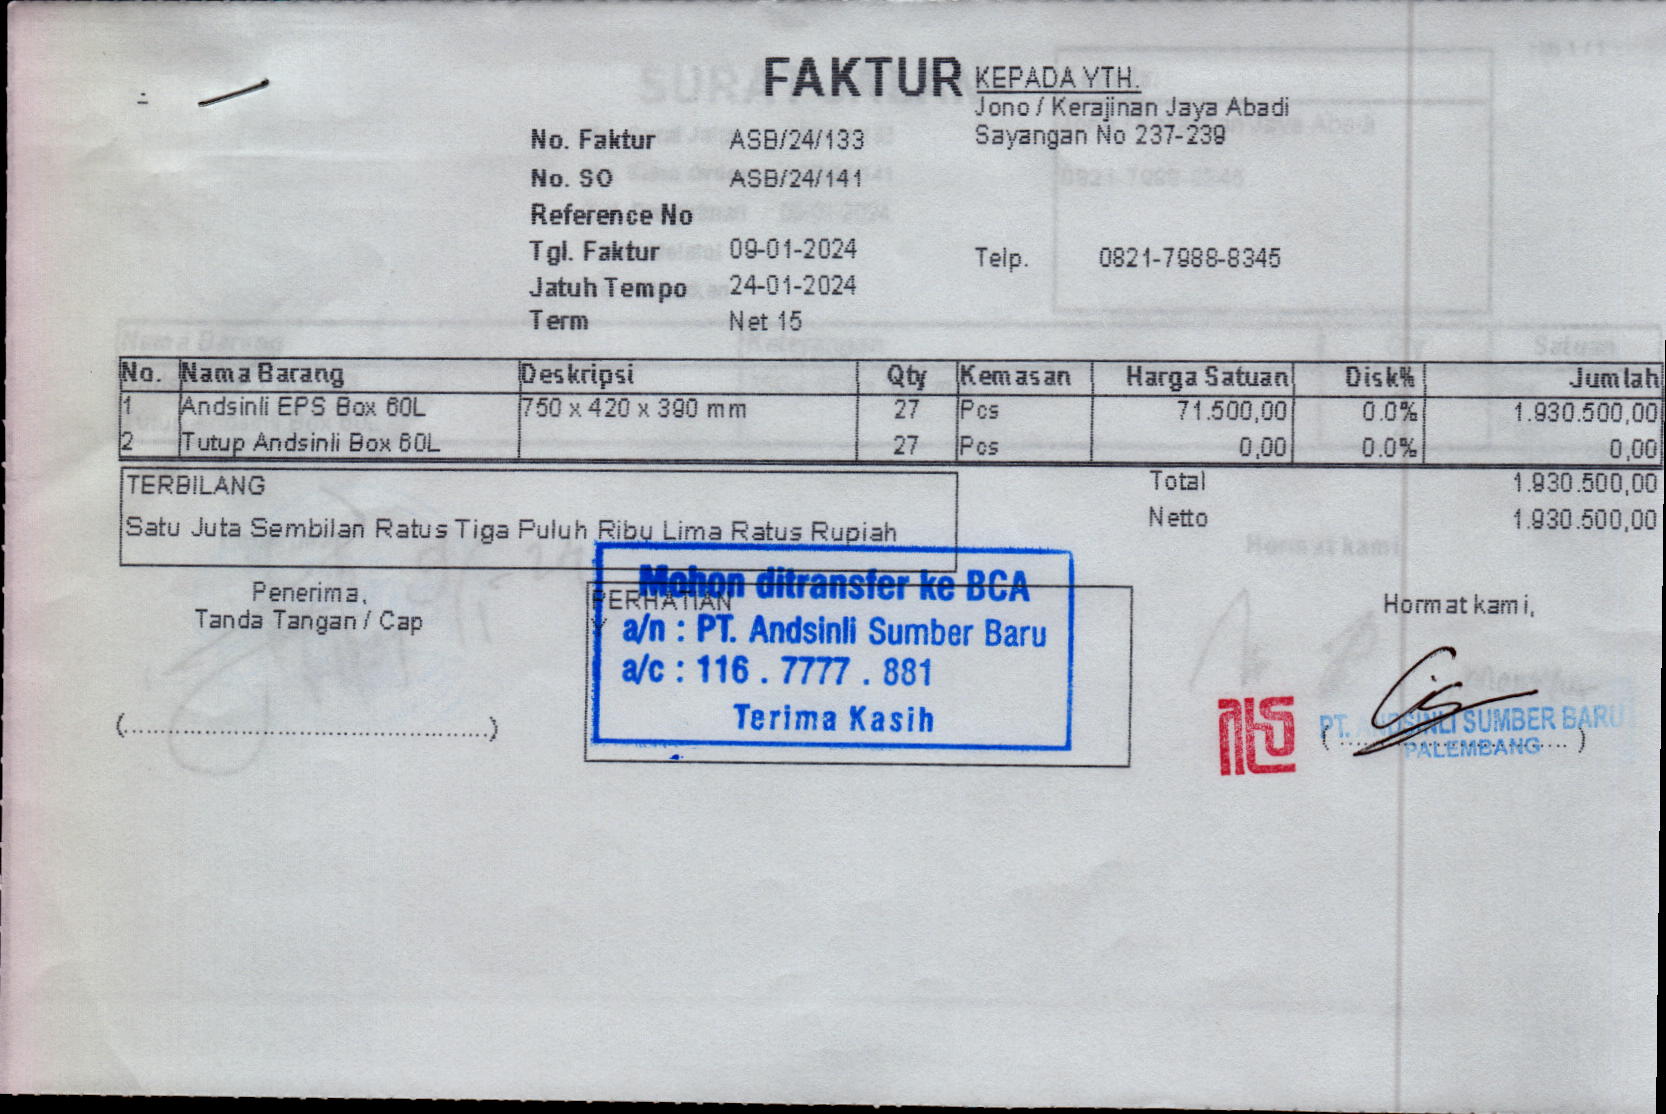 FAKTUR
KEPADA YTH.
Jono / Kerajinan Jaya Abadi
Sayangan No 237-239
No. Faktur ASB/24/133
No. SO ASB/24/141
Reference No
Tgl. Faktur 09-01-2024
Telp. 0821-7988-8345
Jatuh Tempo 24-01-2024
Term Net 15
No. Nama Barang Deskripsi Qty Kemasan Harga Satuan Disk% Jumlah
1 Andsinli EPS Box 60L 750 x 420 x 390 mm 27 Pcs 71.500,00 0.0% 1.930.500,00
2 Tutup Andsinli Box 60L 27 Pcs 0,00 0.0% 0,00
TERBILANG
Satu Juta Sembilan Ratus Tiga Puluh Ribu Lima Ratus Rupiah
Total 1.930.500,00
Netto 1.930.500,00
Penerima,
Tanda Tangan / Cap
(............................................)
PERHATIAN
Mohon ditransfer ke BCA
a/n : PT. Andsinli Sumber Baru
a/c : 116 . 7777 . 881
Terima Kasih
Hormat kami,
PT. ANDSINLI SUMBER BARU
PALEMBANG